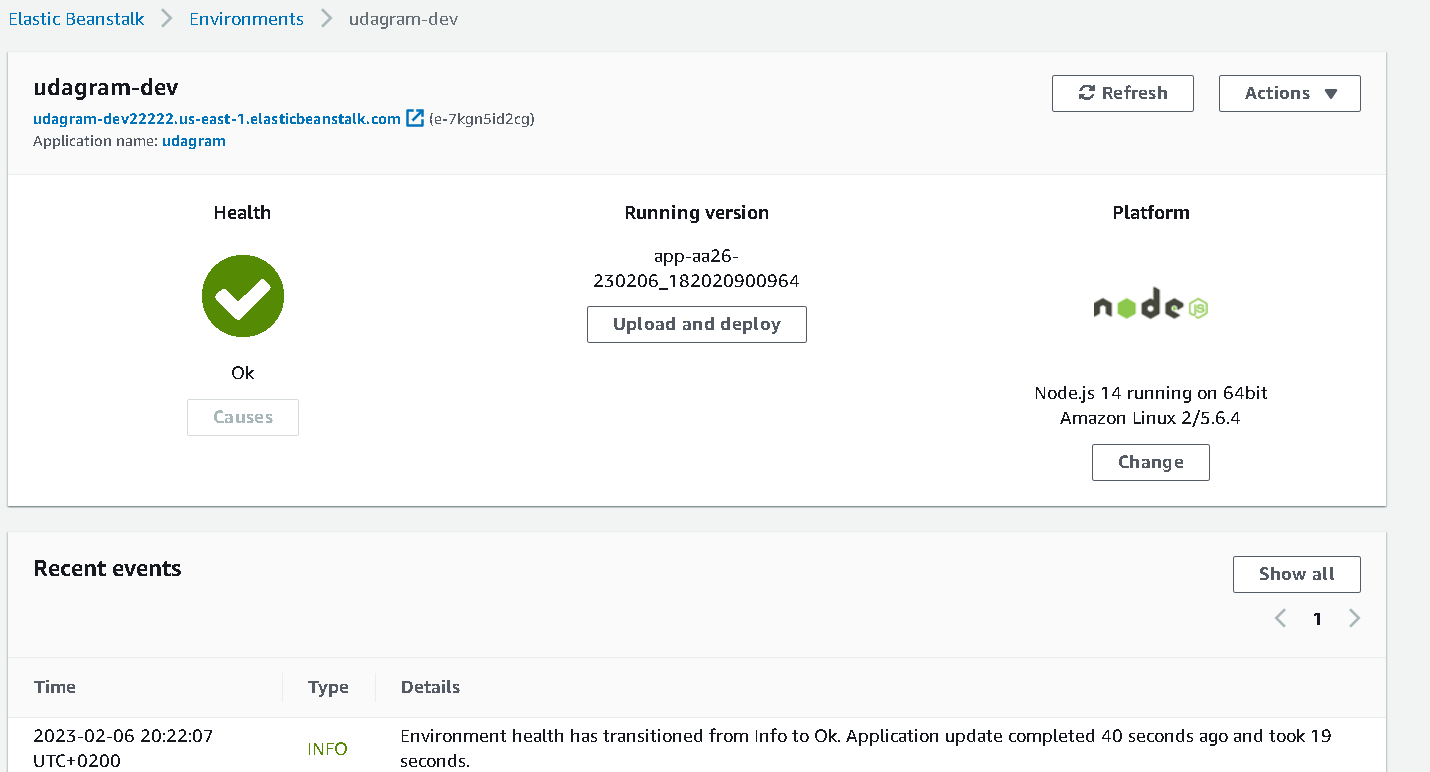 Elastic Beanstalk > Environments > udagram-dev
udagram-dev
Refresh
Actions ▼
udagram-dev22222.us-east-1.elasticbeanstalk.com (e-7kgn5id2cg)
Application name: udagram
Health
Ok
Causes
Running version
app-aa26-
230206_182020900964
Upload and deploy
Platform
node JS
Node.js 14 running on 64bit
Amazon Linux 2/5.6.4
Change
Recent events
Show all
< 1 >
Time Type Details
2023-02-06 20:22:07
UTC+0200
INFO
Environment health has transitioned from Info to Ok. Application update completed 40 seconds ago and took 19
seconds.